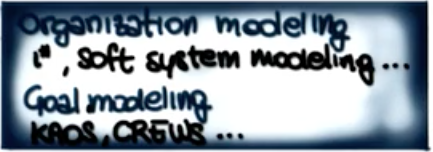 Organization modeling
i*, soft system modeling ...
Goal modeling
KAOS, CREWS ...